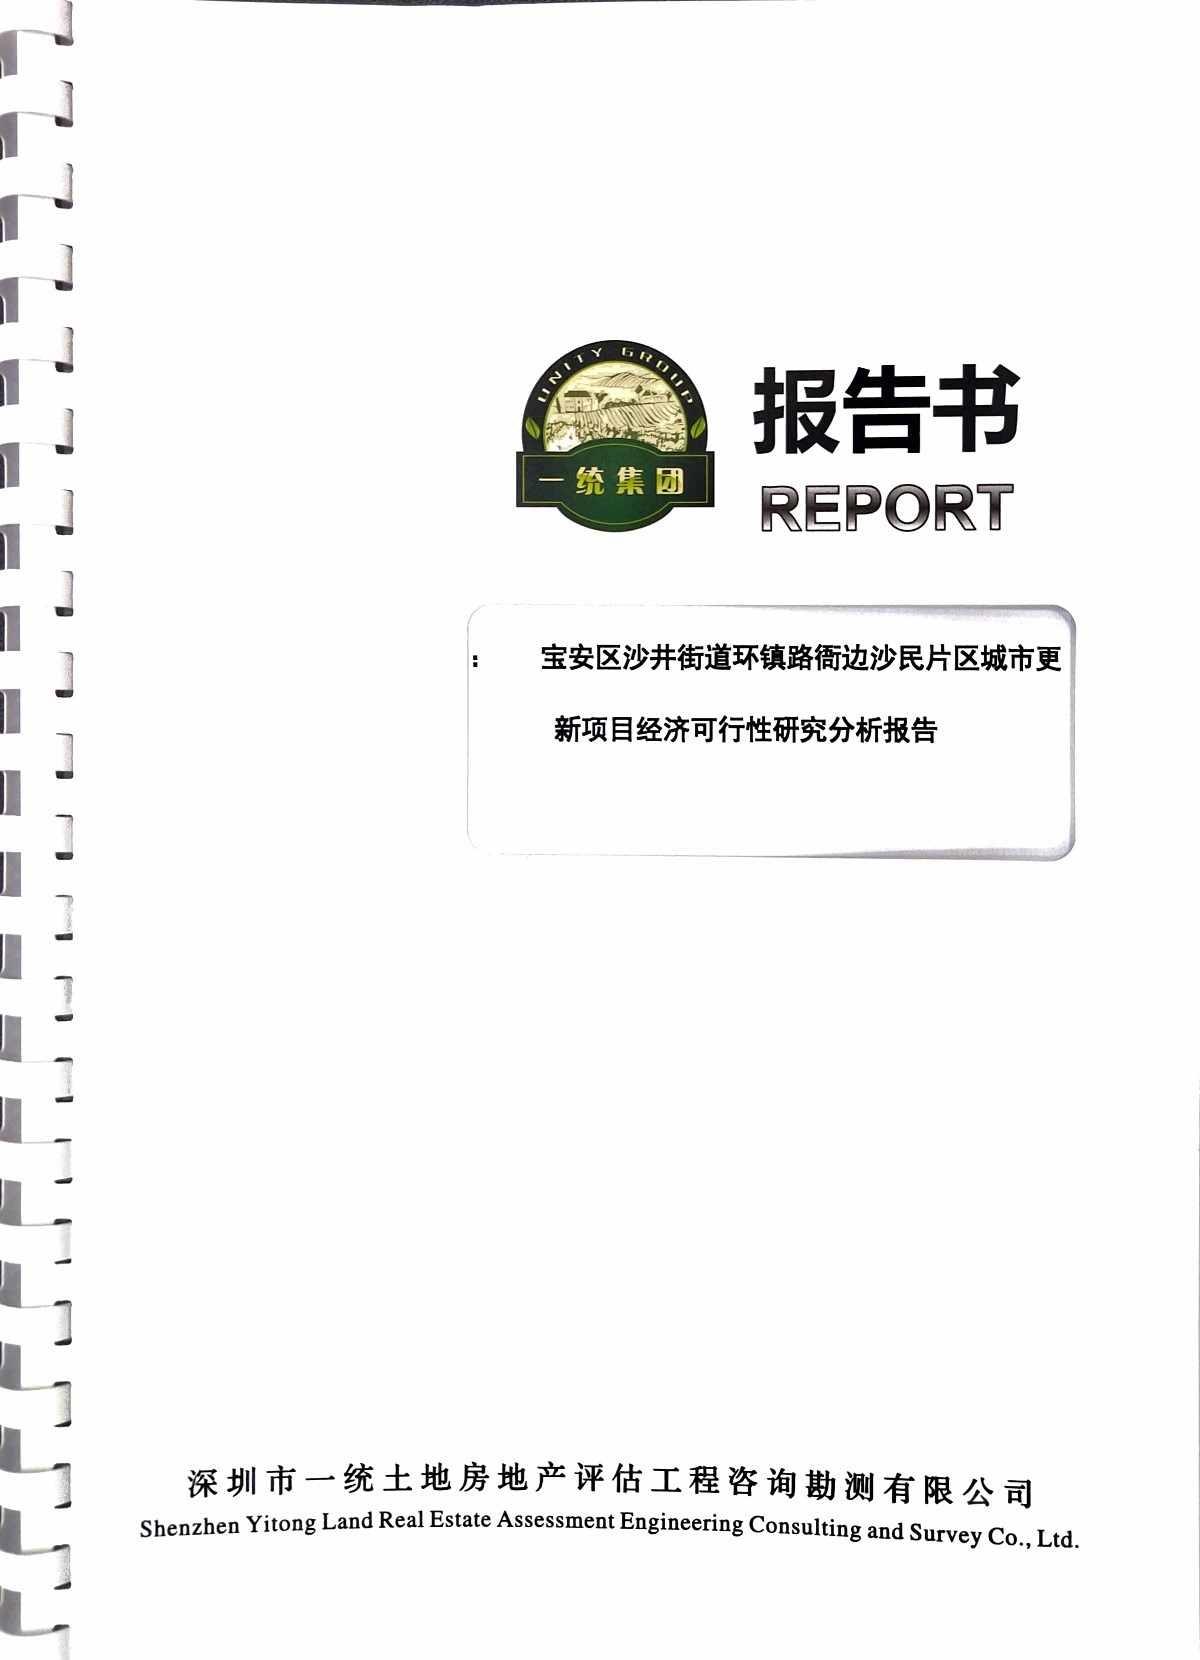 UNITY GROUP
一统集团
报告书
REPORT
: 宝安区沙井街道环镇路衙边沙民片区城市更
新项目经济可行性研究分析报告
深圳市一统土地房地产评估工程咨询勘测有限公司
Shenzhen Yitong Land Real Estate Assessment Engineering Consulting and Survey Co., Ltd.